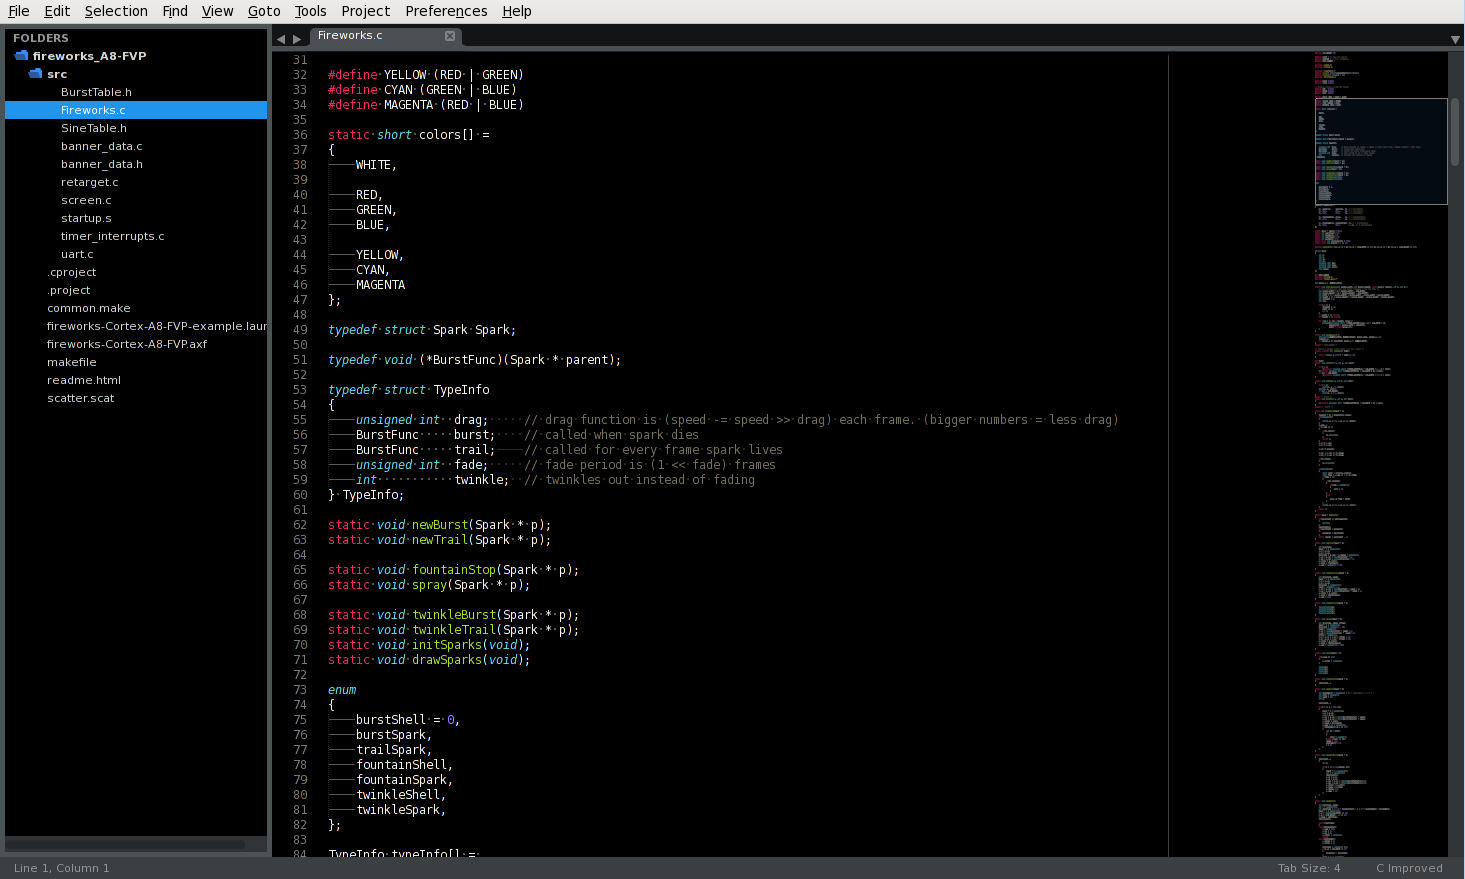 File Edit Selection Find View Goto Tools Project Preferences Help
FOLDERS
fireworks_A8-FVP
src
BurstTable.h
Fireworks.c
SineTable.h
banner_data.c
banner_data.h
retarget.c
screen.c
startup.s
timer_interrupts.c
uart.c
.cproject
.project
common.make
fireworks-Cortex-A8-FVP-example.laun
fireworks-Cortex-A8-FVP.axf
makefile
readme.html
scatter.scat
Fireworks.c
31
32 #define YELLOW (RED | GREEN)
33 #define CYAN (GREEN | BLUE)
34 #define MAGENTA (RED | BLUE)
35
36 static short colors[] =
37 {
38 WHITE,
39
40 RED,
41 GREEN,
42 BLUE,
43
44 YELLOW,
45 CYAN,
46 MAGENTA
47 };
48
49 typedef struct Spark Spark;
50
51 typedef void (*BurstFunc)(Spark * parent);
52
53 typedef struct TypeInfo
54 {
55 unsigned int drag; // drag function is (speed -= speed >> drag) each frame. (bigger numbers = less drag)
56 BurstFunc burst; // called when spark dies
57 BurstFunc trail; // called for every frame spark lives
58 unsigned int fade; // fade period is (1 << fade) frames
59 int twinkle; // twinkles out instead of fading
60 } TypeInfo;
61
62 static void newBurst(Spark * p);
63 static void newTrail(Spark * p);
64
65 static void fountainStop(Spark * p);
66 static void spray(Spark * p);
67
68 static void twinkleBurst(Spark * p);
69 static void twinkleTrail(Spark * p);
70 static void initSparks(void);
71 static void drawSparks(void);
72
73 enum
74 {
75 burstShell = 0,
76 burstSpark,
77 trailSpark,
78 fountainShell,
79 fountainSpark,
80 twinkleShell,
81 twinkleSpark,
82 };
83
84 TypeInfo typeInfo[] =
Line 1, Column 1
Tab Size: 4 C Improved